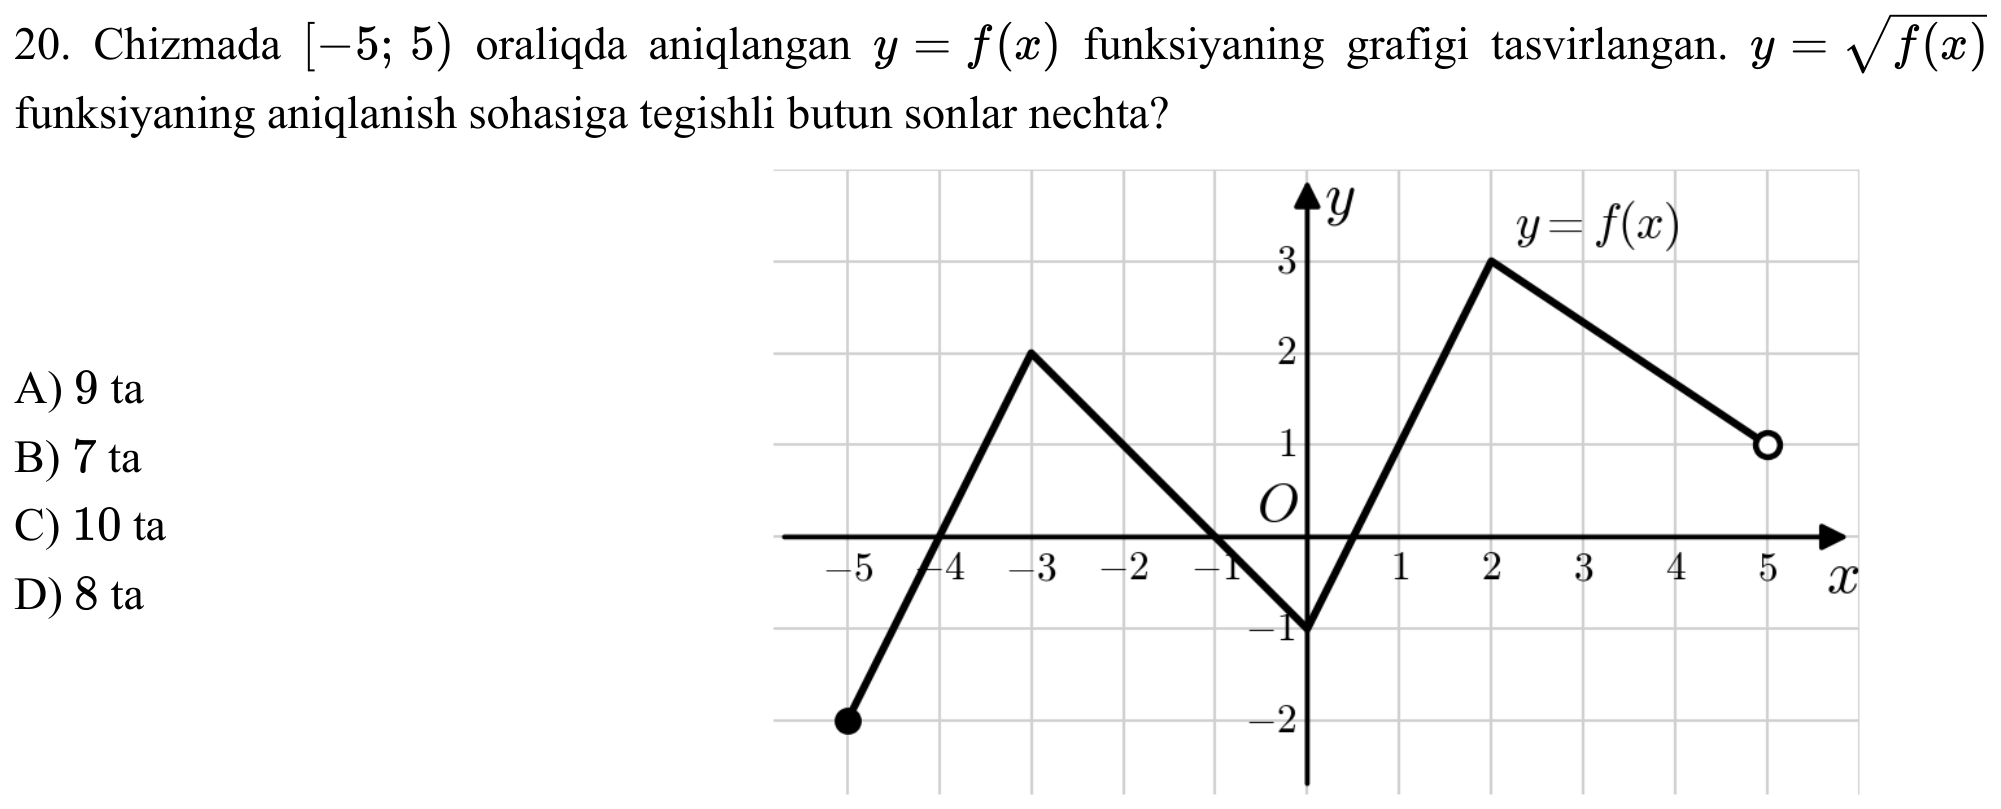 20. Chizmada [−5; 5) oraliqda aniqlangan y = f(x) funksiyaning grafigi tasvirlangan. y = √f(x)
funksiyaning aniqlanish sohasiga tegishli butun sonlar nechta?
A) 9 ta
B) 7 ta
C) 10 ta
D) 8 ta
y
y = f(x)
3
2
1
O
−5 −4 −3 −2 −1 1 2 3 4 5 x
−1
−2